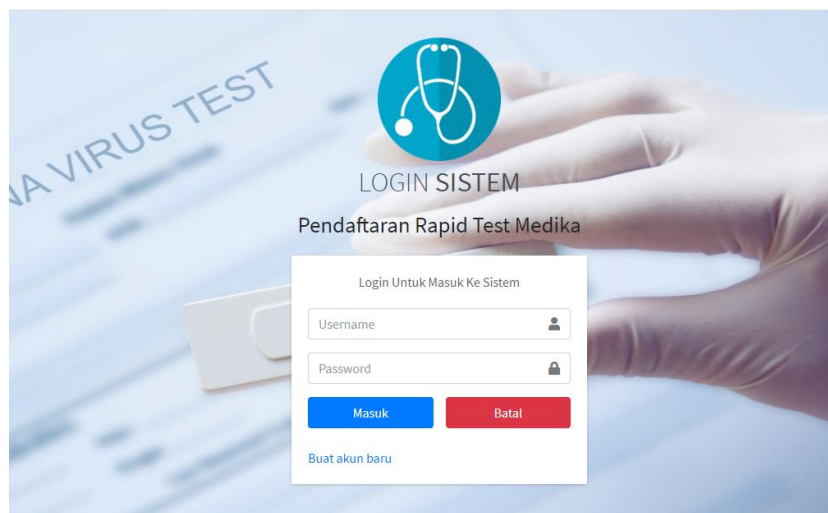 NA VIRUS TEST
LOGIN SISTEM
Pendaftaran Rapid Test Medika
Login Untuk Masuk Ke Sistem
Username
Password
Masuk
Batal
Buat akun baru